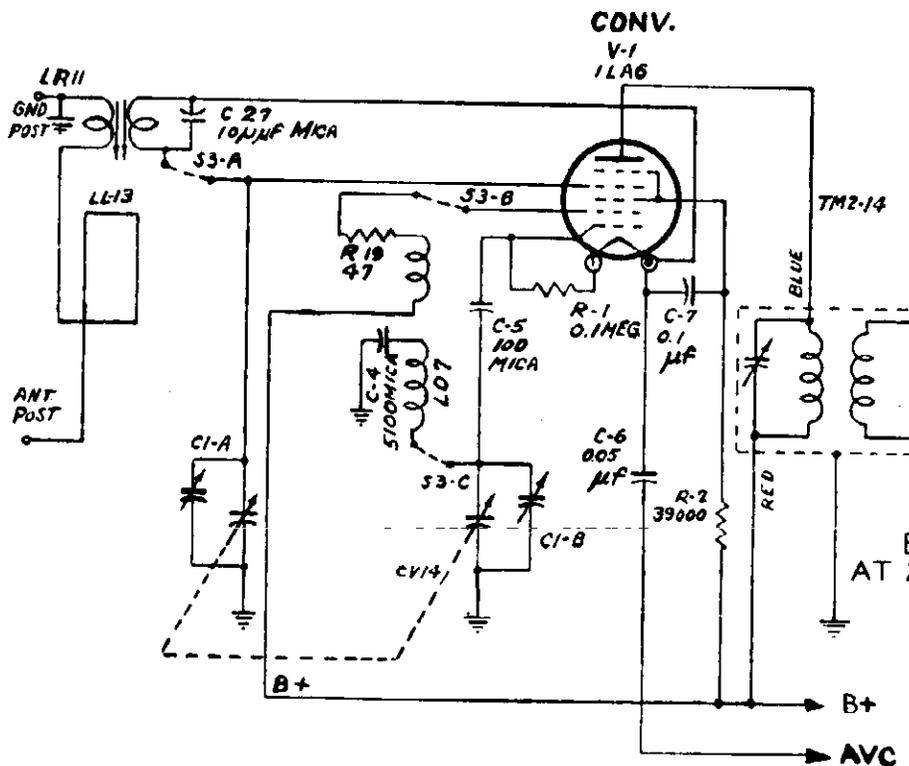 CONV.
V-1
1LA6
LR11
GND
POST
C 27
10µµF MICA
S3-A
S3-B
LL-13
TM2-14
R 19
47
BLUE
R-1
0.1 MEG.
C-7
0.1
µf
C-5
100
MICA
C-4
5100 MICA
L07
ANT.
POST
C1-A
S3-C
C-6
0.05
µf
RED
R-2
39000
C1-B
CV14
AT
B+
B+
AVC